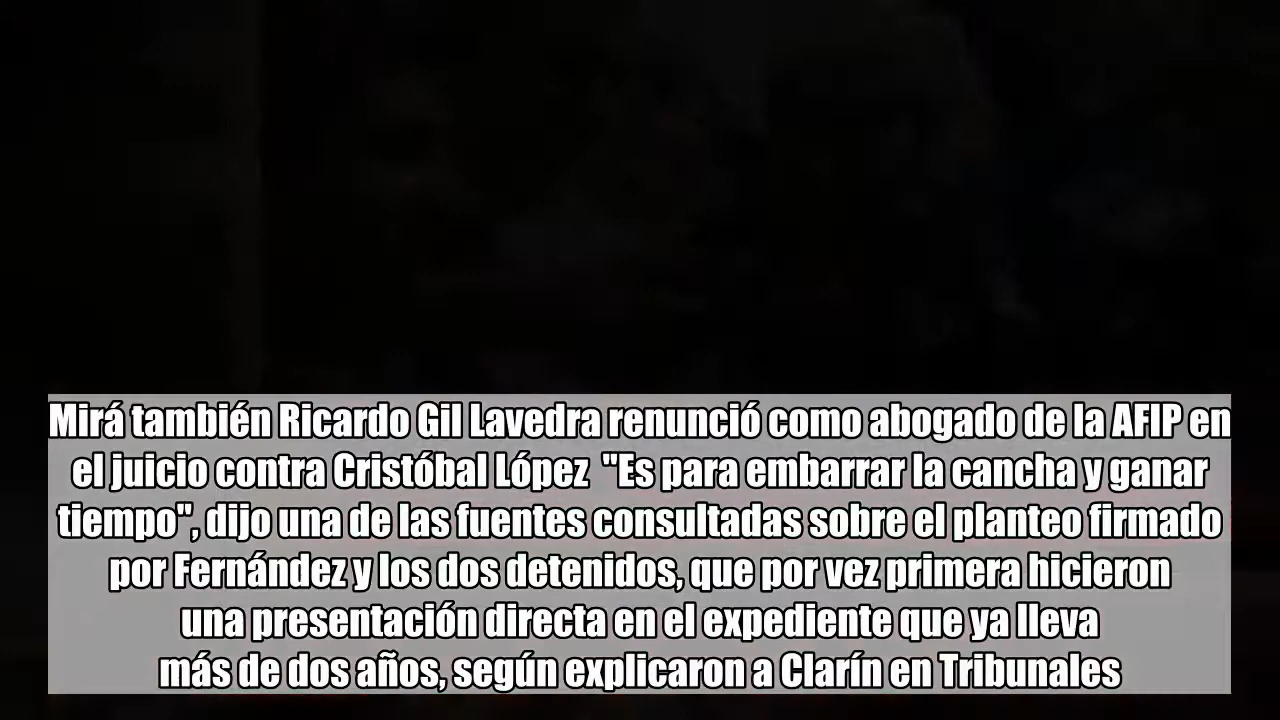 Mirá también Ricardo Gil Lavedra renunció como abogado de la AFIP en
el juicio contra Cristóbal López  "Es para embarrar la cancha y ganar
tiempo", dijo una de las fuentes consultadas sobre el planteo firmado
por Fernández y los dos detenidos, que por vez primera hicieron
una presentación directa en el expediente que ya lleva
más de dos años, según explicaron a Clarín en Tribunales